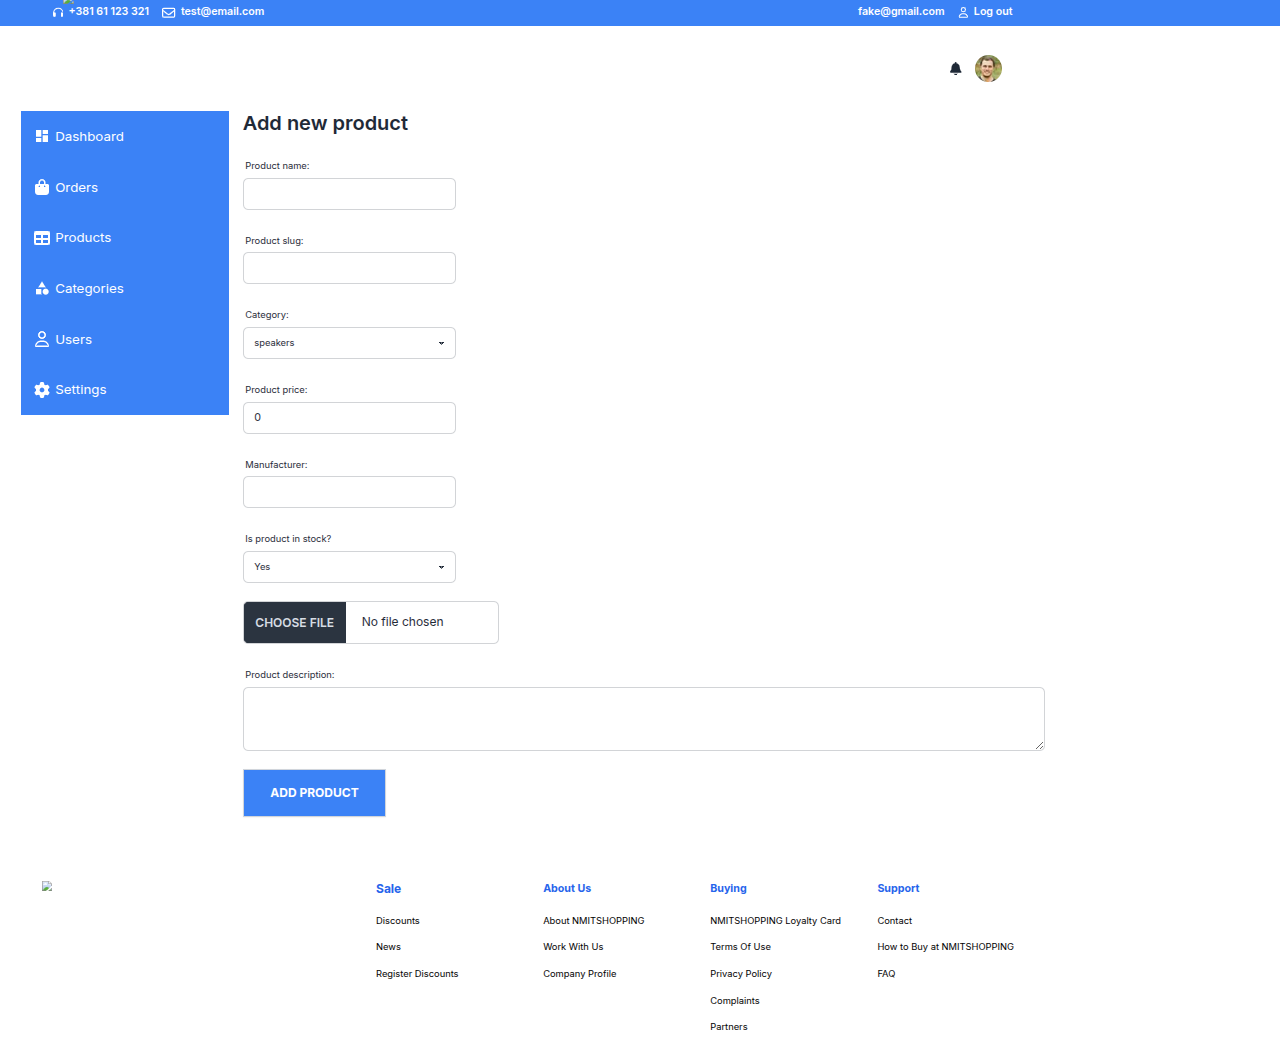 +381 61 123 321 test@email.com fake@gmail.com Log out
Dashboard
Orders
Products
Categories
Users
Settings
Add new product
Product name:
Product slug:
Category:
speakers
Product price:
0
Manufacturer:
Is product in stock?
Yes
CHOOSE FILE No file chosen
Product description:
ADD PRODUCT
Sale
Discounts
News
Register Discounts
About Us
About NMITSHOPPING
Work With Us
Company Profile
Buying
NMITSHOPPING Loyalty Card
Terms Of Use
Privacy Policy
Complaints
Partners
Support
Contact
How to Buy at NMITSHOPPING
FAQ